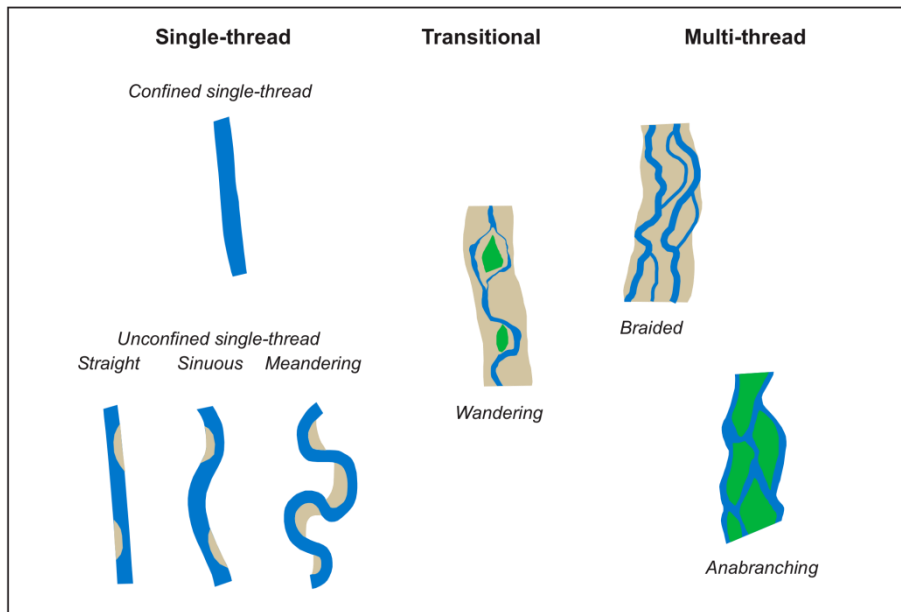 Single-thread
Transitional
Multi-thread
Confined single-thread
Unconfined single-thread
Straight
Sinuous
Meandering
Wandering
Braided
Anabranching